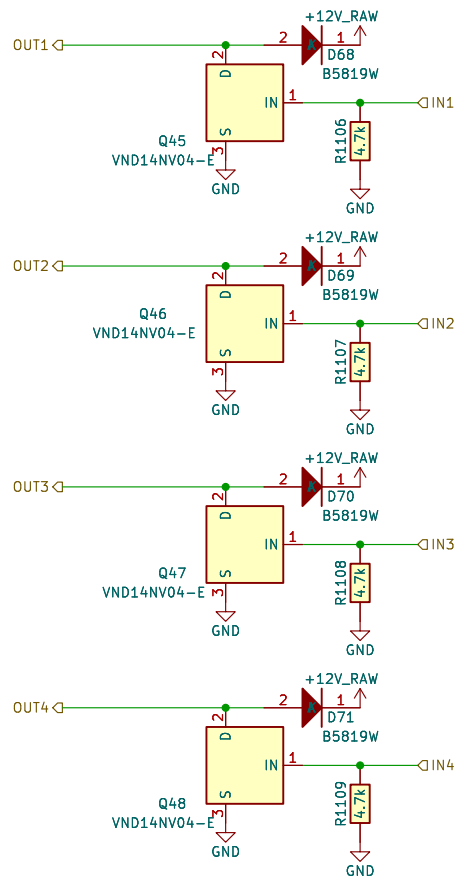 +12V_RAW
OUT1
2
1
D68
B5819W
2
D
IN
1
IN1
S
3
Q45
VND14NV04-E
GND
R1106
4.7k
GND
+12V_RAW
OUT2
2
1
D69
B5819W
2
D
IN
1
IN2
S
3
Q46
VND14NV04-E
GND
R1107
4.7k
GND
+12V_RAW
OUT3
2
1
D70
B5819W
2
D
IN
1
IN3
S
3
Q47
VND14NV04-E
GND
R1108
4.7k
GND
+12V_RAW
OUT4
2
1
D71
B5819W
2
D
IN
1
IN4
S
3
Q48
VND14NV04-E
GND
R1109
4.7k
GND